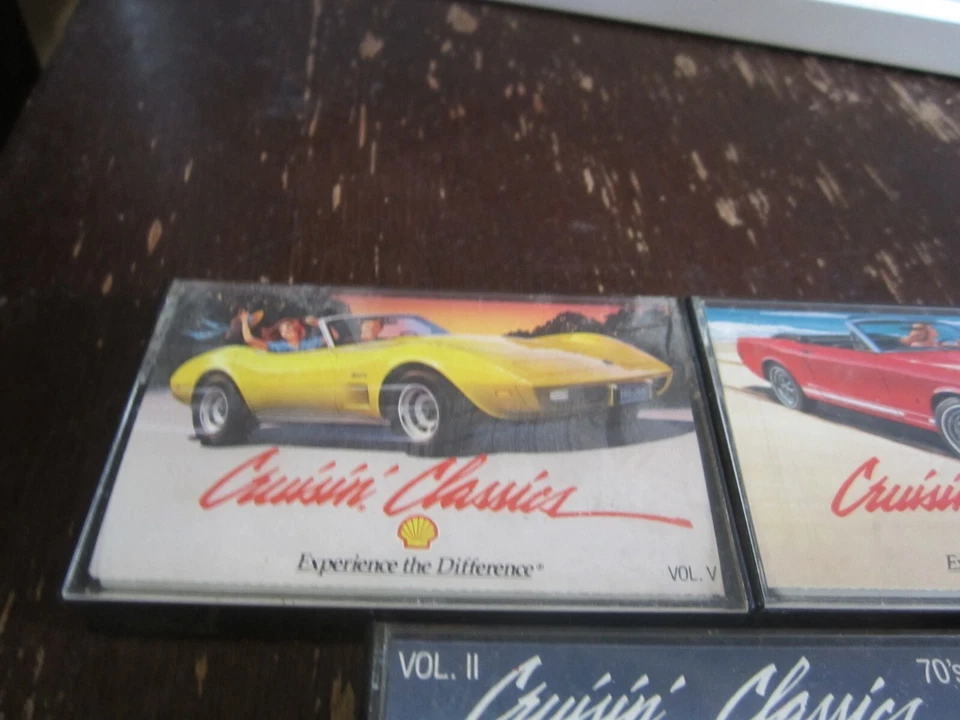 Cruisin' Classics
Experience the Difference®
VOL. V
Cruisin
VOL. II
70's
Cruisin' Classics